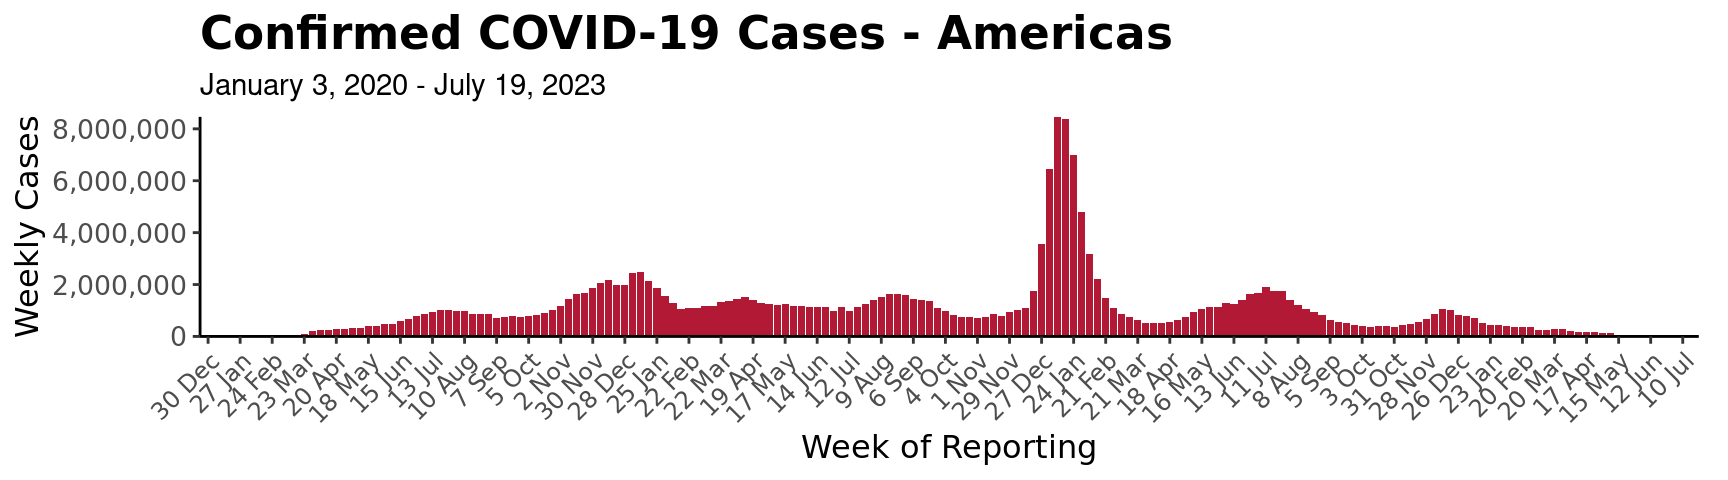 Confirmed COVID-19 Cases - Americas
January 3, 2020 - July 19, 2023
Weekly Cases
8,000,000
6,000,000
4,000,000
2,000,000
0
30 Dec
27 Jan
24 Feb
23 Mar
20 Apr
18 May
15 Jun
13 Jul
10 Aug
7 Sep
5 Oct
2 Nov
30 Nov
28 Dec
25 Jan
22 Feb
22 Mar
19 Apr
17 May
14 Jun
12 Jul
9 Aug
6 Sep
4 Oct
1 Nov
29 Nov
27 Dec
24 Jan
21 Feb
21 Mar
18 Apr
16 May
13 Jun
11 Jul
8 Aug
5 Sep
3 Oct
31 Oct
28 Nov
26 Dec
23 Jan
20 Feb
20 Mar
17 Apr
15 May
12 Jun
10 Jul
Week of Reporting